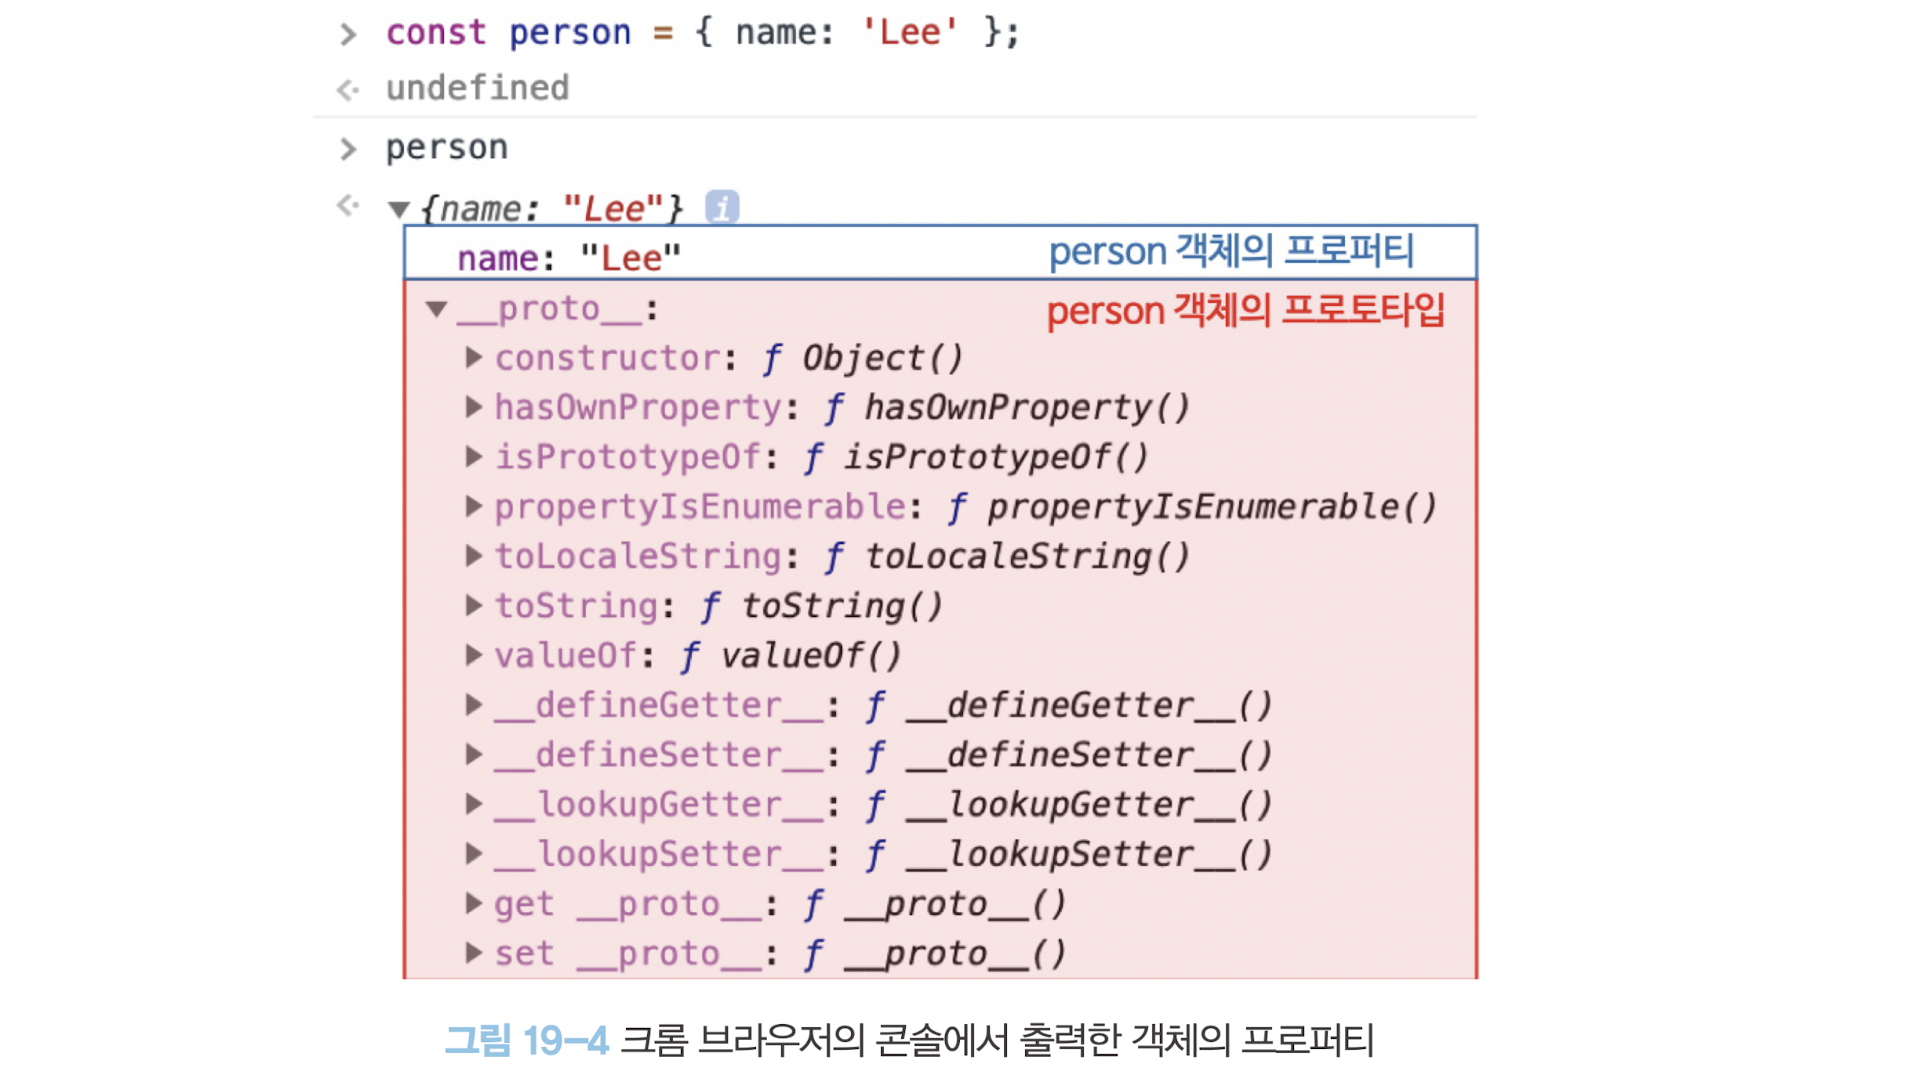 > const person = { name: 'Lee' };
<· undefined
> person
<· ▼{name: "Lee"} i
name: "Lee" person 객체의 프로퍼티
▼__proto__: person 객체의 프로토타입
▶constructor: ƒ Object()
▶hasOwnProperty: ƒ hasOwnProperty()
▶isPrototypeOf: ƒ isPrototypeOf()
▶propertyIsEnumerable: ƒ propertyIsEnumerable()
▶toLocaleString: ƒ toLocaleString()
▶toString: ƒ toString()
▶valueOf: ƒ valueOf()
▶__defineGetter__: ƒ __defineGetter__()
▶__defineSetter__: ƒ __defineSetter__()
▶__lookupGetter__: ƒ __lookupGetter__()
▶__lookupSetter__: ƒ __lookupSetter__()
▶get __proto__: ƒ __proto__()
▶set __proto__: ƒ __proto__()
그림 19-4 크롬 브라우저의 콘솔에서 출력한 객체의 프로퍼티